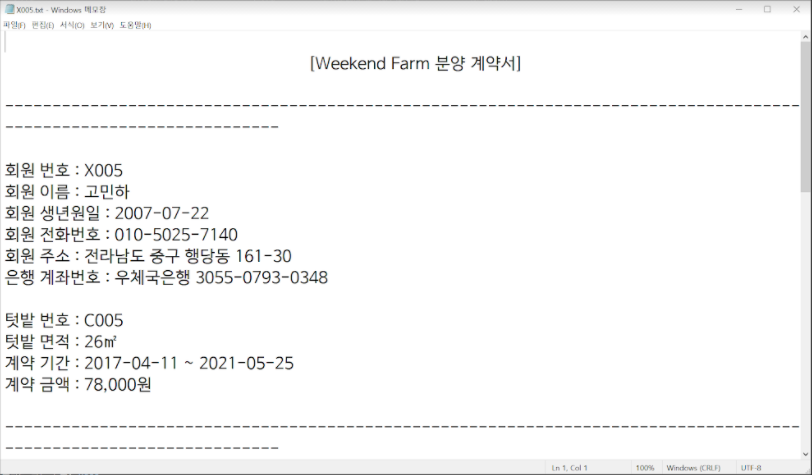 X005.txt - Windows 메모장
파일(F) 편집(E) 서식(O) 보기(V) 도움말(H)
[Weekend Farm 분양 계약서]
------------------------------------------------------------------------------------
-----------------------------
회원 번호 : X005
회원 이름 : 고민하
회원 생년원일 : 2007-07-22
회원 전화번호 : 010-5025-7140
회원 주소 : 전라남도 중구 행당동 161-30
은행 계좌번호 : 우체국은행 3055-0793-0348
텃밭 번호 : C005
텃밭 면적 : 26㎡
계약 기간 : 2017-04-11 ~ 2021-05-25
계약 금액 : 78,000원
------------------------------------------------------------------------------------
-----------------------------
Ln 1, Col 1 100% Windows (CRLF) UTF-8